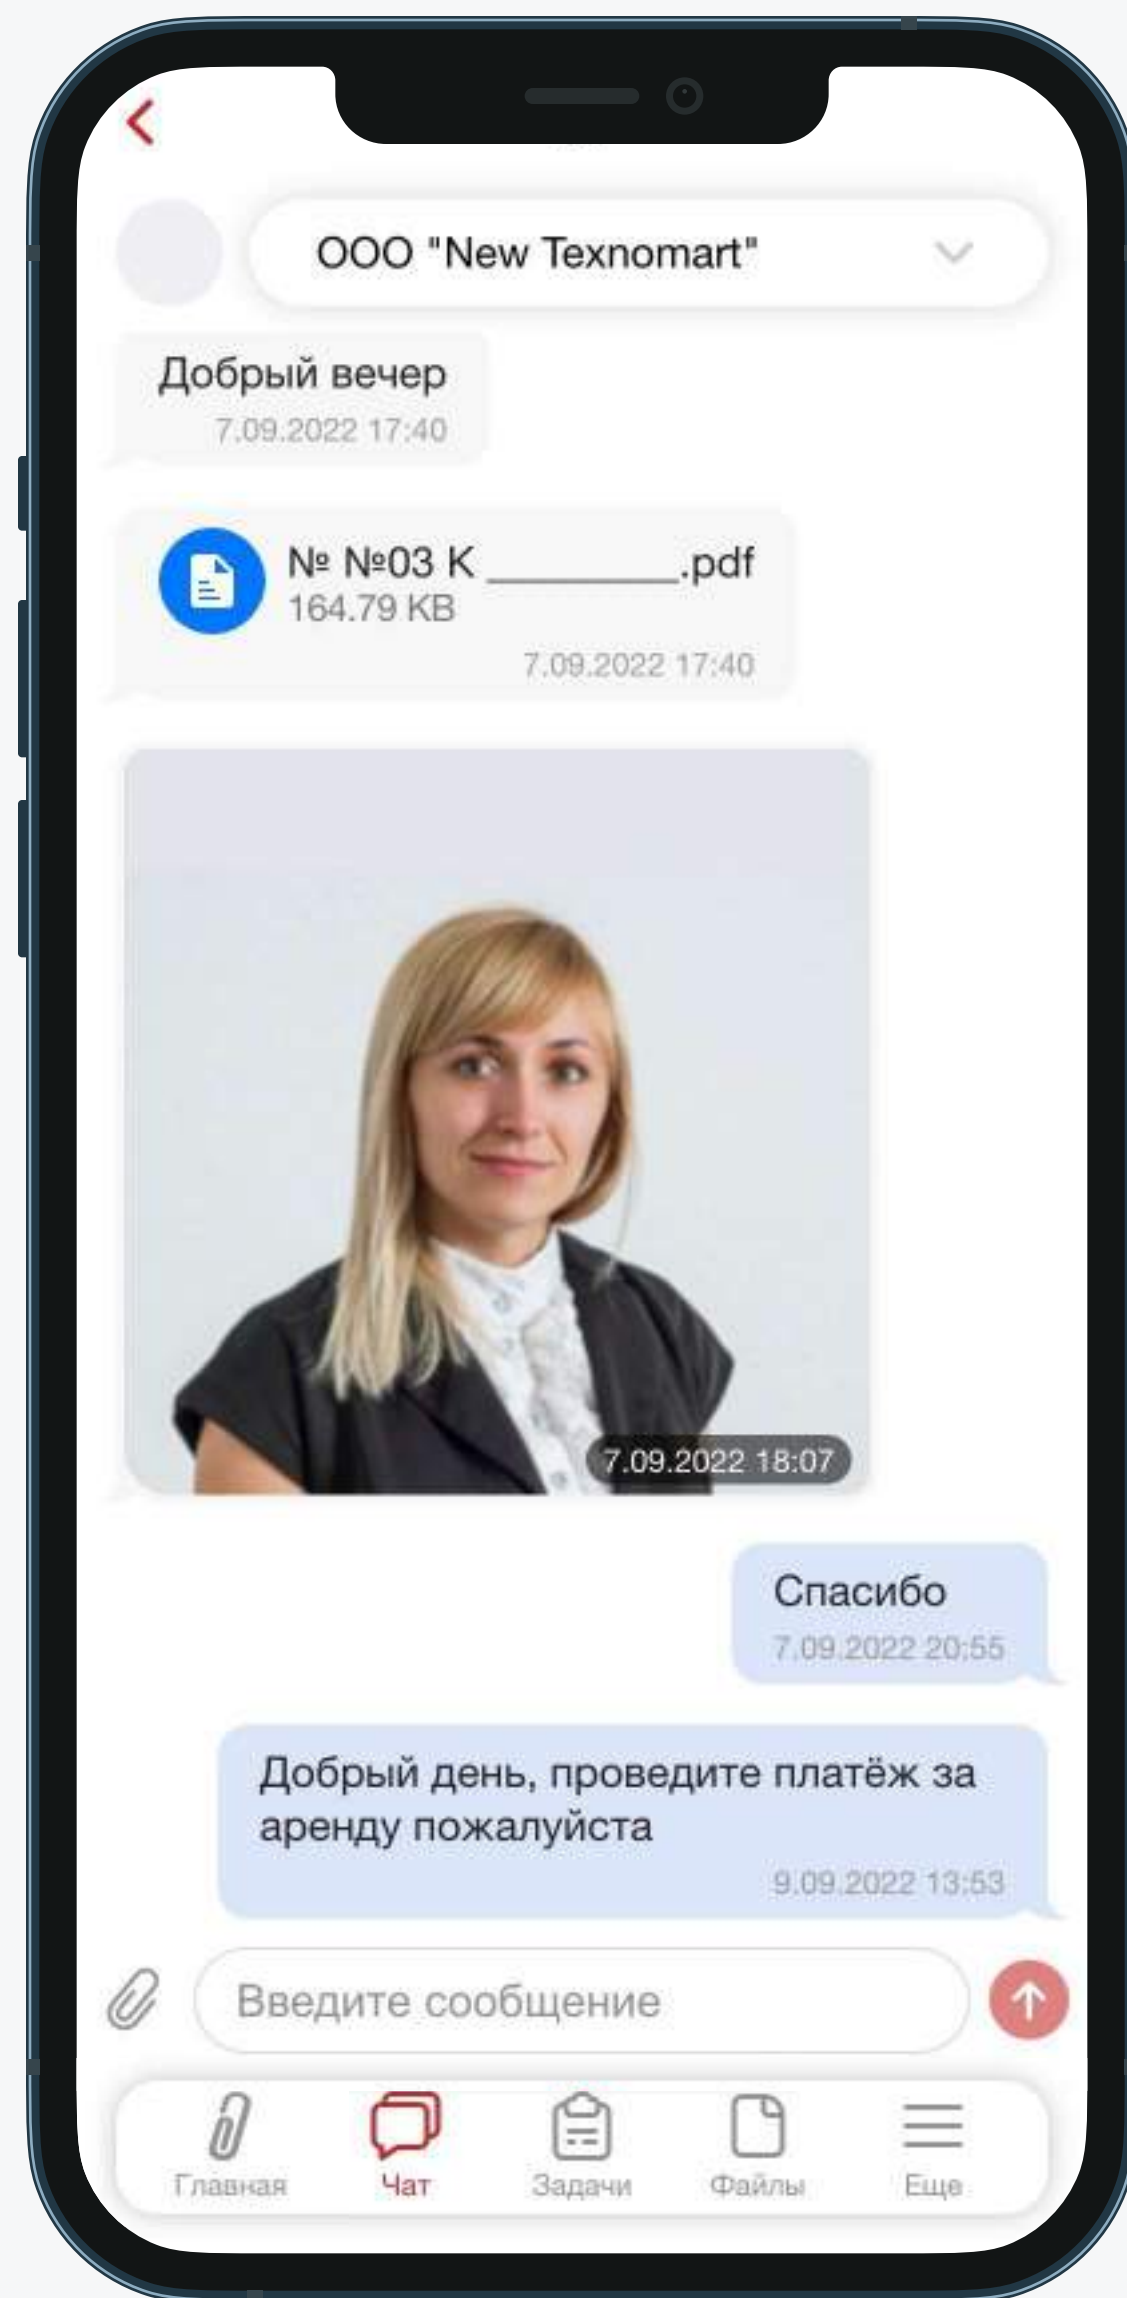 ООО "New Texnomart"
Добрый вечер
7.09.2022 17:40
№ №03 К _________.pdf
164.79 KB
7.09.2022 17:40
7.09.2022 18:07
Спасибо
7.09.2022 20:55
Добрый день, проведите платёж за
аренду пожалуйста
9.09.2022 13:53
Введите сообщение
Главная
Чат
Задачи
Файлы
Еще